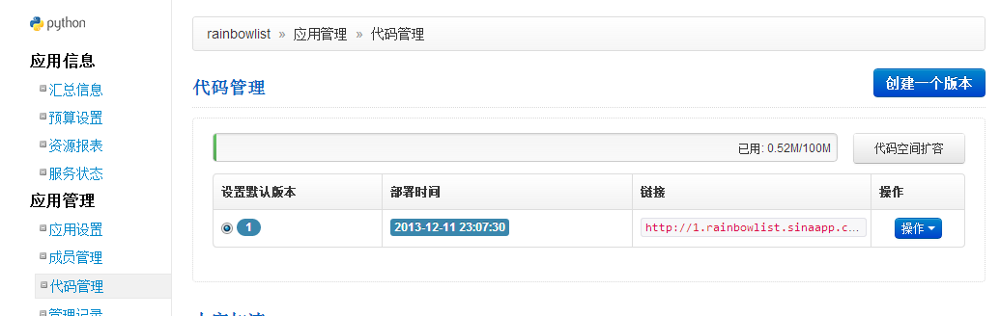 python
应用信息
汇总信息
预算设置
资源报表
服务状态
应用管理
应用设置
成员管理
代码管理
管理记录
rainbowlist » 应用管理 » 代码管理
代码管理
创建一个版本
已用: 0.52M/100M
代码空间扩容
设置默认版本 部署时间 链接 操作
1 2013-12-11 23:07:30 http://1.rainbowlist.sinaapp.c... 操作